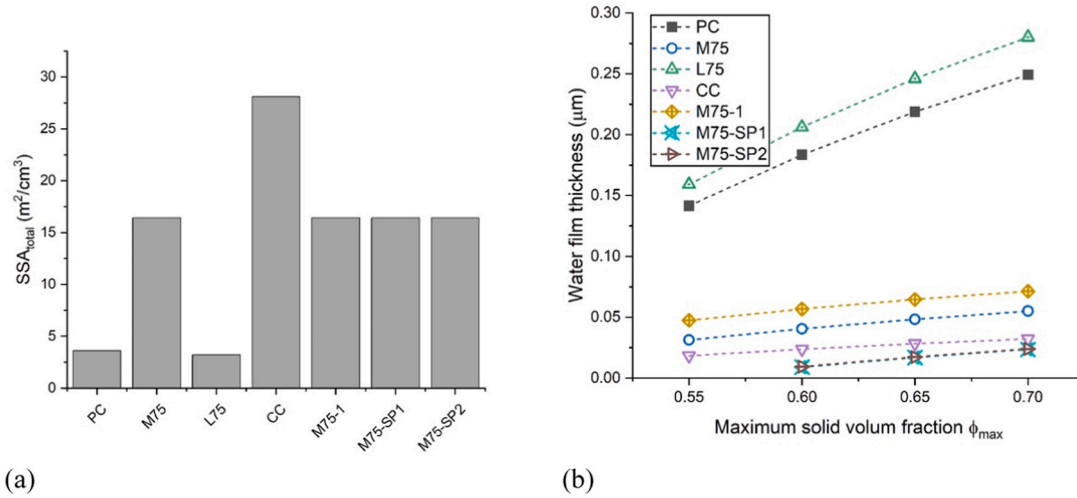 SSAtotal (m²/cm³)
30
25
20
15
10
5
0
PC
M75
L75
CC
M75-1
M75-SP1
M75-SP2
(a)
Water film thickness (μm)
0.30
0.25
0.20
0.15
0.10
0.05
0.00
PC
M75
L75
CC
M75-1
M75-SP1
M75-SP2
0.55
0.60
0.65
0.70
Maximum solid volum fraction ϕmax
(b)